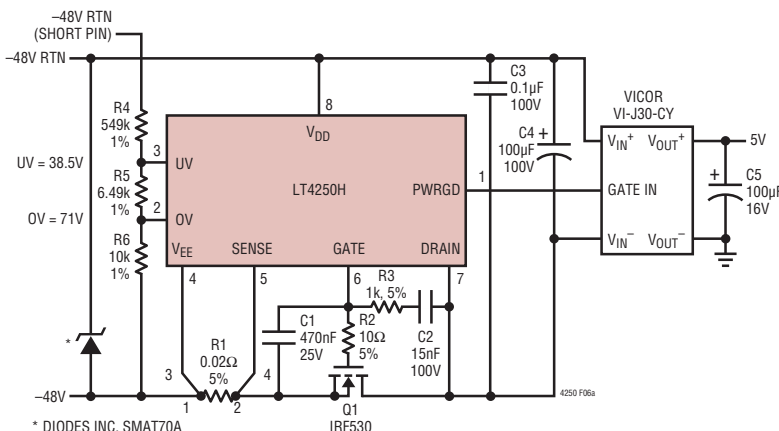 –48V RTN
(SHORT PIN)
–48V RTN
R4
549k
1%
UV = 38.5V
R5
6.49k
1%
OV = 71V
R6
10k
1%
3
2
8
VDD
UV
LT4250H
PWRGD
1
OV
VEE
SENSE
GATE
DRAIN
4
5
6
7
C3
0.1µF
100V
C4
100µF
100V
+
VICOR
VI-J30-CY
VIN+
VOUT+
5V
GATE IN
+
C5
100µF
16V
VIN–
VOUT–
R3
1k, 5%
C1
470nF
25V
R2
10Ω
5%
C2
15nF
100V
*
R1
0.02Ω
5%
3
4
1
2
–48V
Q1
IRF530
4250 F06a
* DIODES INC. SMAT70A